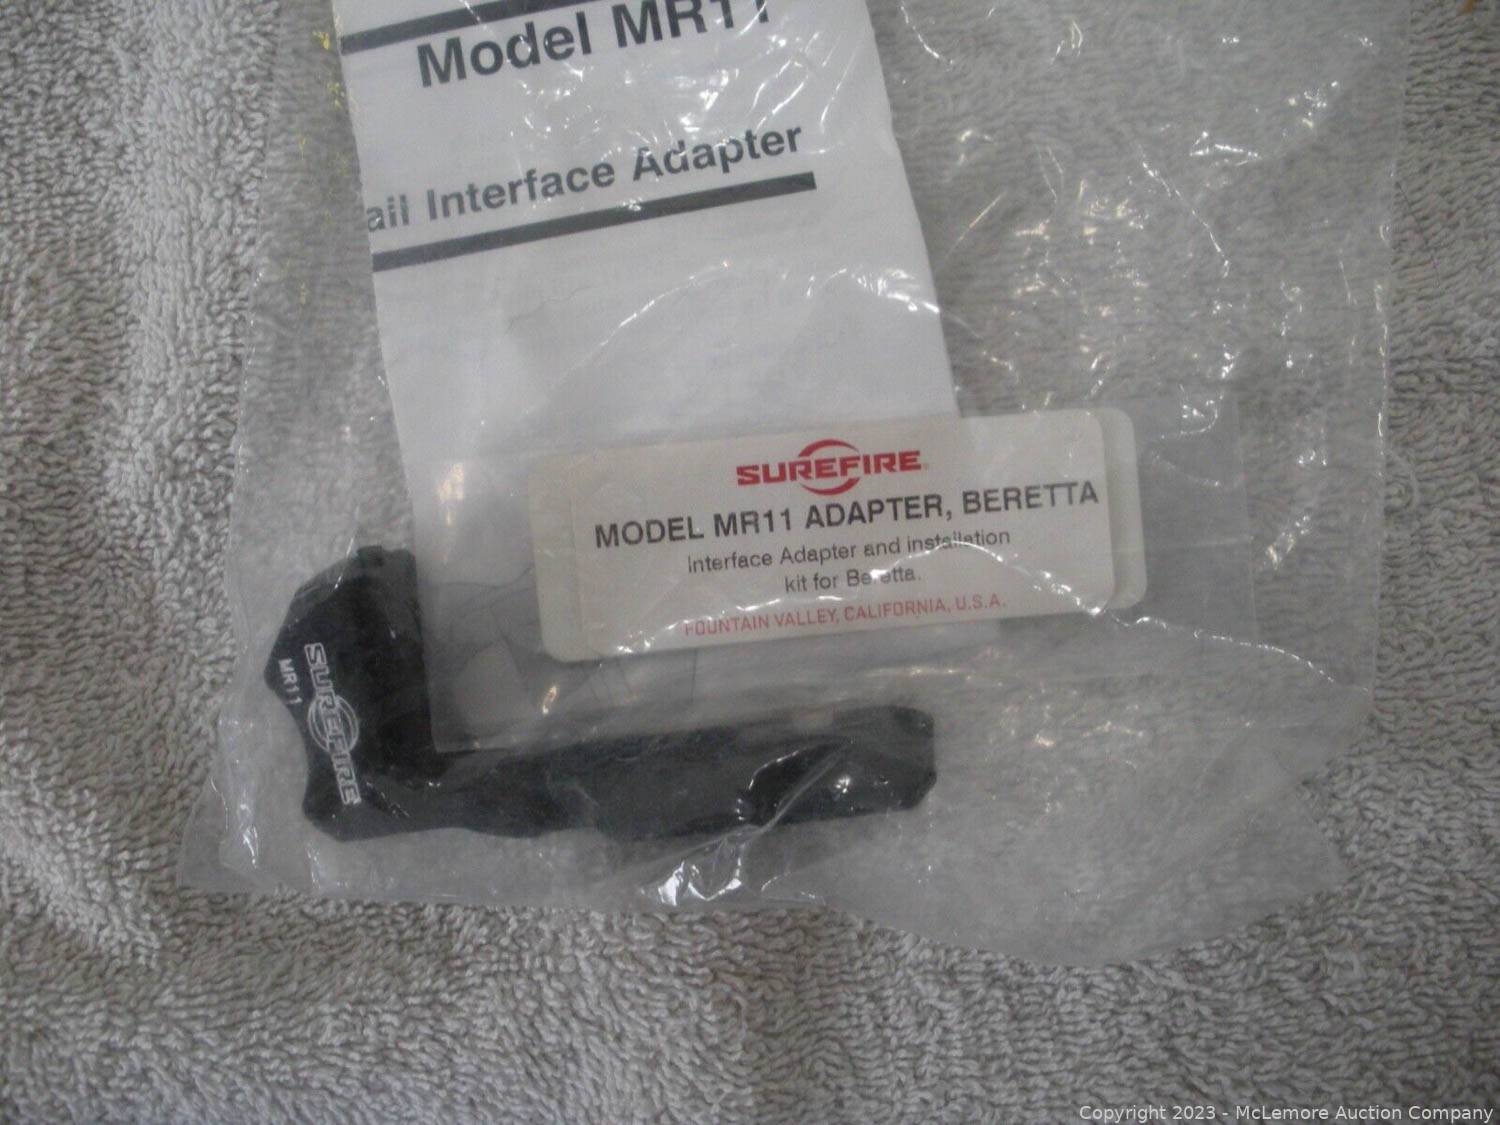 Model MR11
ail Interface Adapter
SUREFIRE
MODEL MR11 ADAPTER, BERETTA
Interface Adapter and installation
kit for Beretta.
FOUNTAIN VALLEY, CALIFORNIA, U.S.A.
SUREFIRE
MR11
Copyright 2023 - McLemore Auction Company